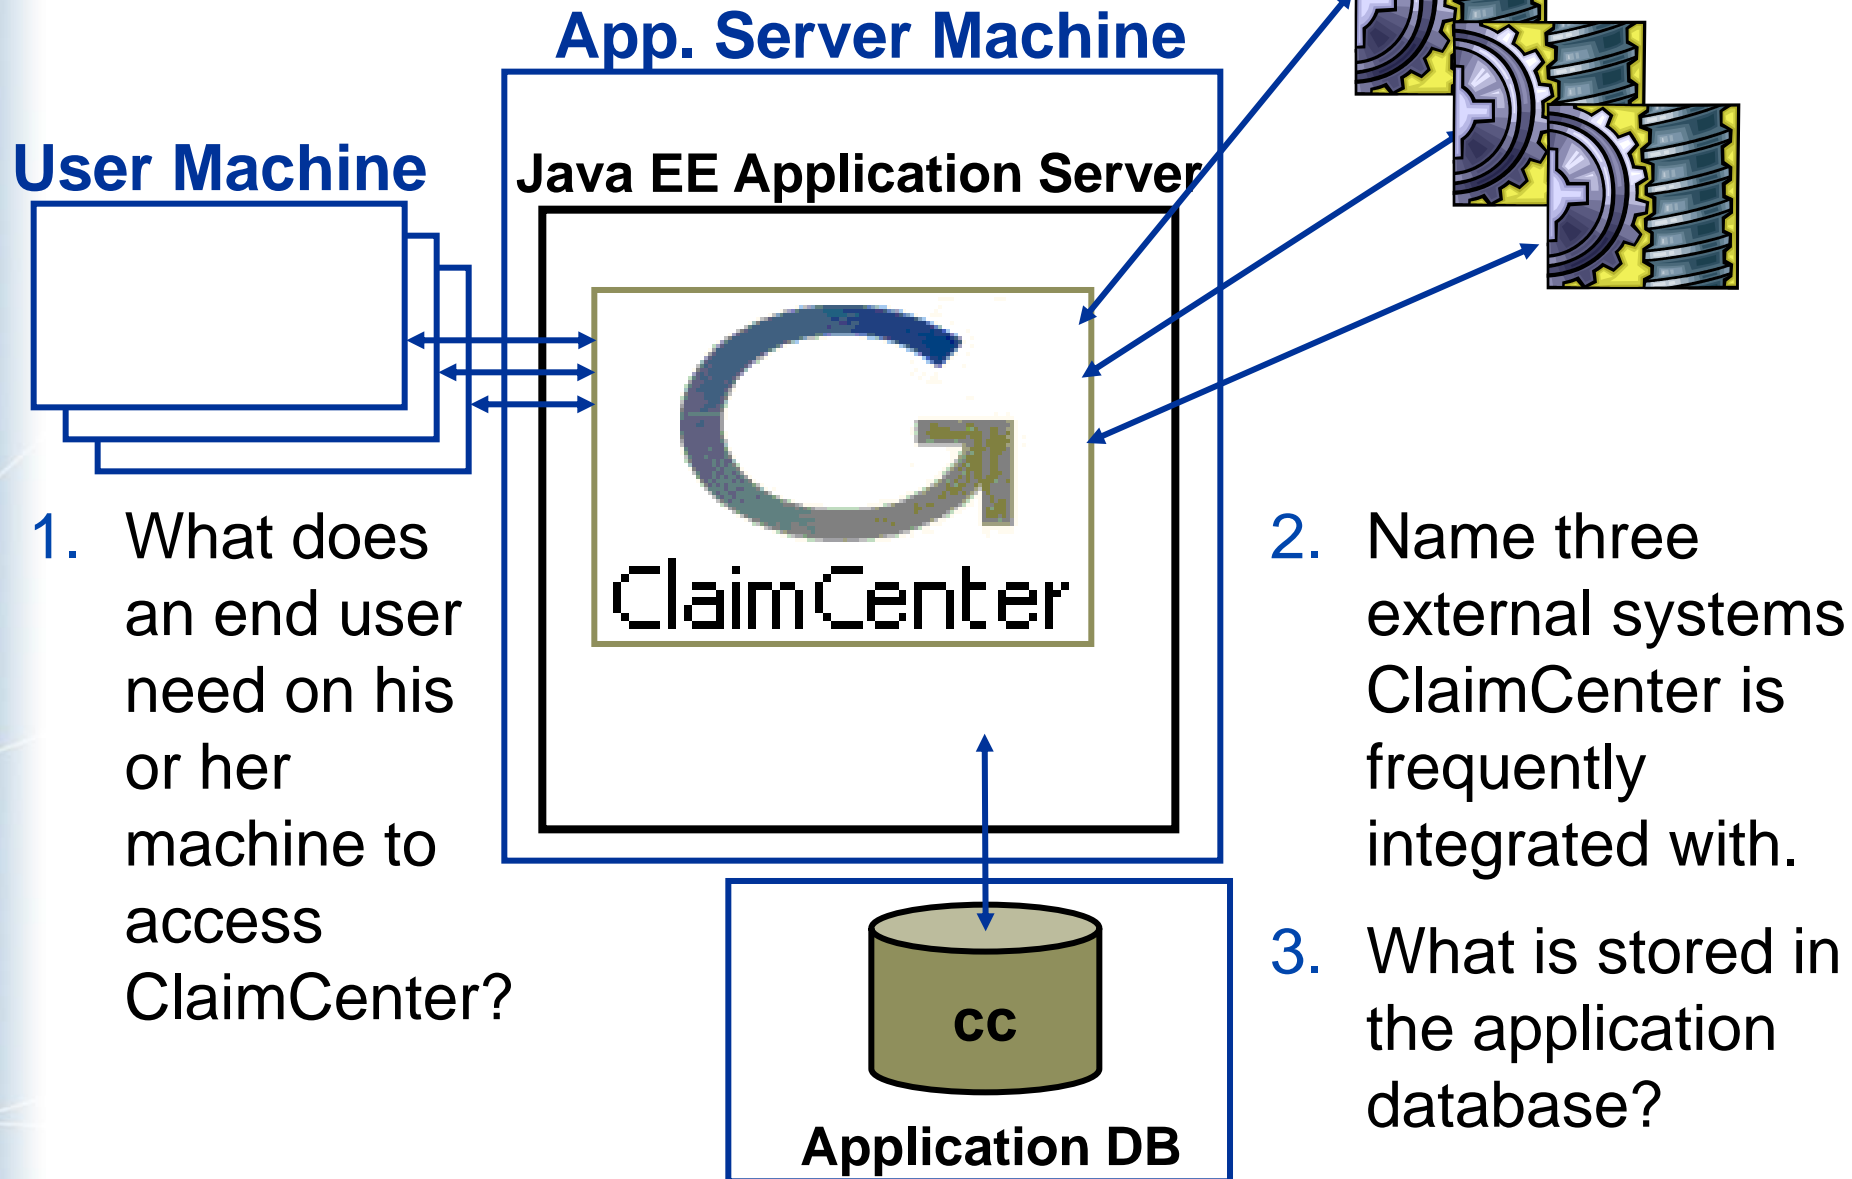 App. Server Machine
User Machine
Java EE Application Server
ClaimCenter
1. What does
an end user
need on his
or her
machine to
access
ClaimCenter?
2. Name three
external systems
ClaimCenter is
frequently
integrated with.
3. What is stored in
the application
database?
cc
Application DB